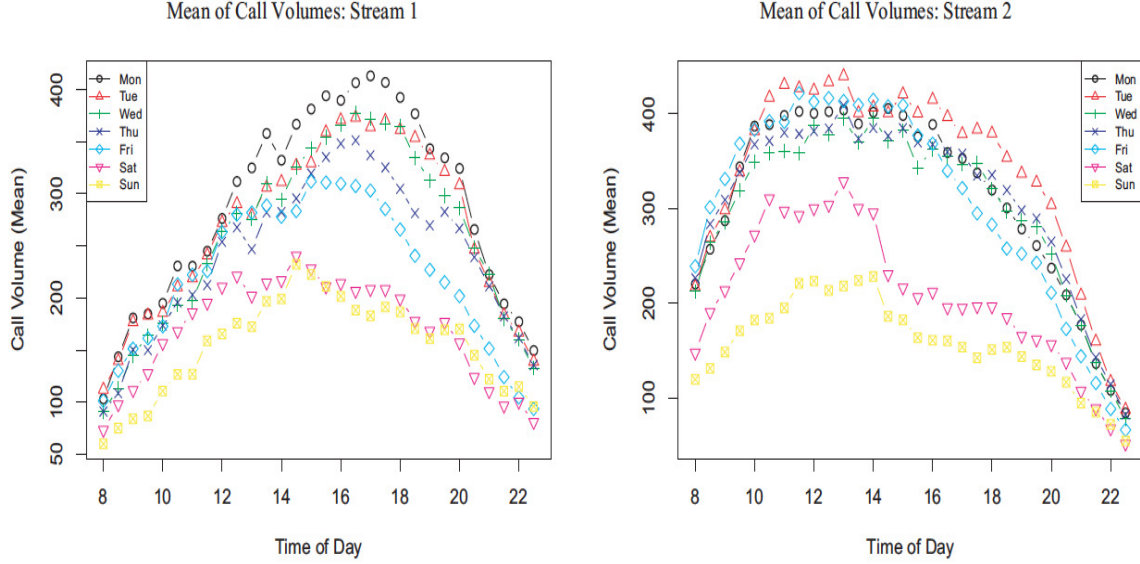 Mean of Call Volumes: Stream 1
Call Volume (Mean)
400
300
200
100
50
Mon
Tue
Wed
Thu
Fri
Sat
Sun
8 10 12 14 16 18 20 22
Time of Day
Mean of Call Volumes: Stream 2
Call Volume (Mean)
400
300
200
100
Mon
Tue
Wed
Thu
Fri
Sat
Sun
8 10 12 14 16 18 20 22
Time of Day